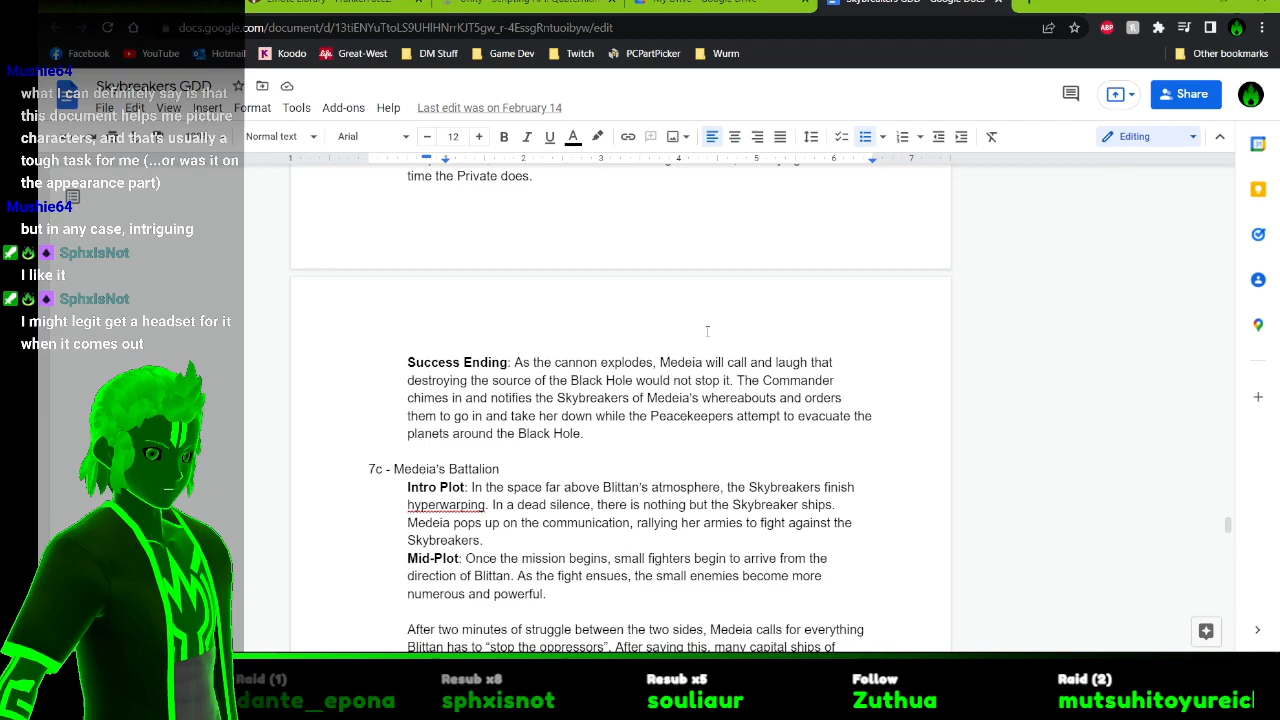 docs.google.com/document/d/13tiENYuTtoLS9UHlHNrrKJT5gw_r-4EssgRntuoibyw/edit
Facebook
YouTube
Hotmail
Koodo
Great-West
DM Stuff
Game Dev
Twitch
PCPartPicker
Wurm
Other bookmarks
Skybreakers GDD
File Edit View Insert Format Tools Add-ons Help
Last edit was on February 14
Share
Normal text
Arial
12
Editing
1 2 3 4 5 6 7
Mushie64
what I can definitely say is that
this document helps me picture
characters, and that's usually a
tough task for me (...or was it on
the appearance part)
Mushie64
but in any case, intriguing
SphxIsNot
I like it
SphxIsNot
I might legit get a headset for it
when it comes out
time the Private does.
Success Ending: As the cannon explodes, Medeia will call and laugh that
destroying the source of the Black Hole would not stop it. The Commander
chimes in and notifies the Skybreakers of Medeia's whereabouts and orders
them to go in and take her down while the Peacekeepers attempt to evacuate the
planets around the Black Hole.
7c - Medeia's Battalion
Intro Plot: In the space far above Blittan's atmosphere, the Skybreakers finish
hyperwarping. In a dead silence, there is nothing but the Skybreaker ships.
Medeia pops up on the communication, rallying her armies to fight against the
Skybreakers.
Mid-Plot: Once the mission begins, small fighters begin to arrive from the
direction of Blittan. As the fight ensues, the small enemies become more
numerous and powerful.
After two minutes of struggle between the two sides, Medeia calls for everything
Blittan has to "stop the oppressors". After saying this, many capital ships of
Raid (1)
dante_epona
Resub x8
sphxisnot
Resub x5
souliaur
Follow
Zuthua
Raid (2)
mutsuhitoyureic